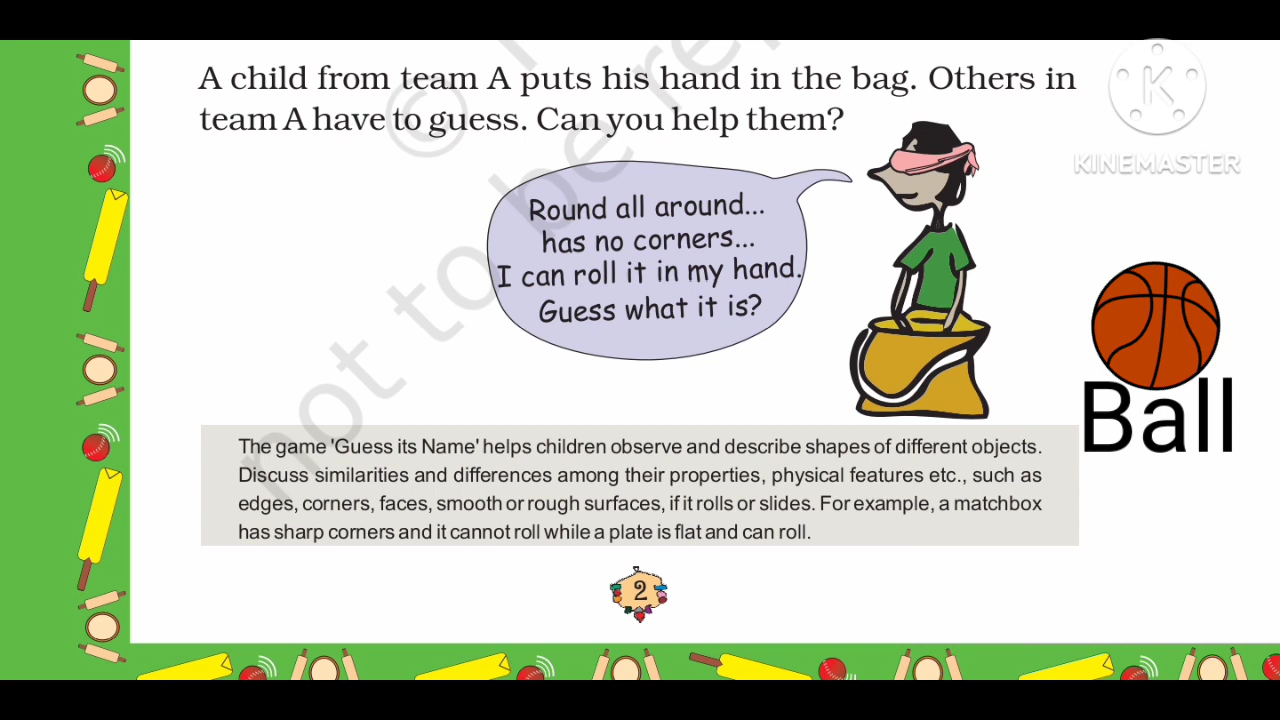 A child from team A puts his hand in the bag. Others in
team A have to guess. Can you help them?
KINEMASTER
Round all around...
has no corners...
I can roll it in my hand.
Guess what it is?
Ball
The game 'Guess its Name' helps children observe and describe shapes of different objects.
Discuss similarities and differences among their properties, physical features etc., such as
edges, corners, faces, smooth or rough surfaces, if it rolls or slides. For example, a matchbox
has sharp corners and it cannot roll while a plate is flat and can roll.
2
not to be re
©
K